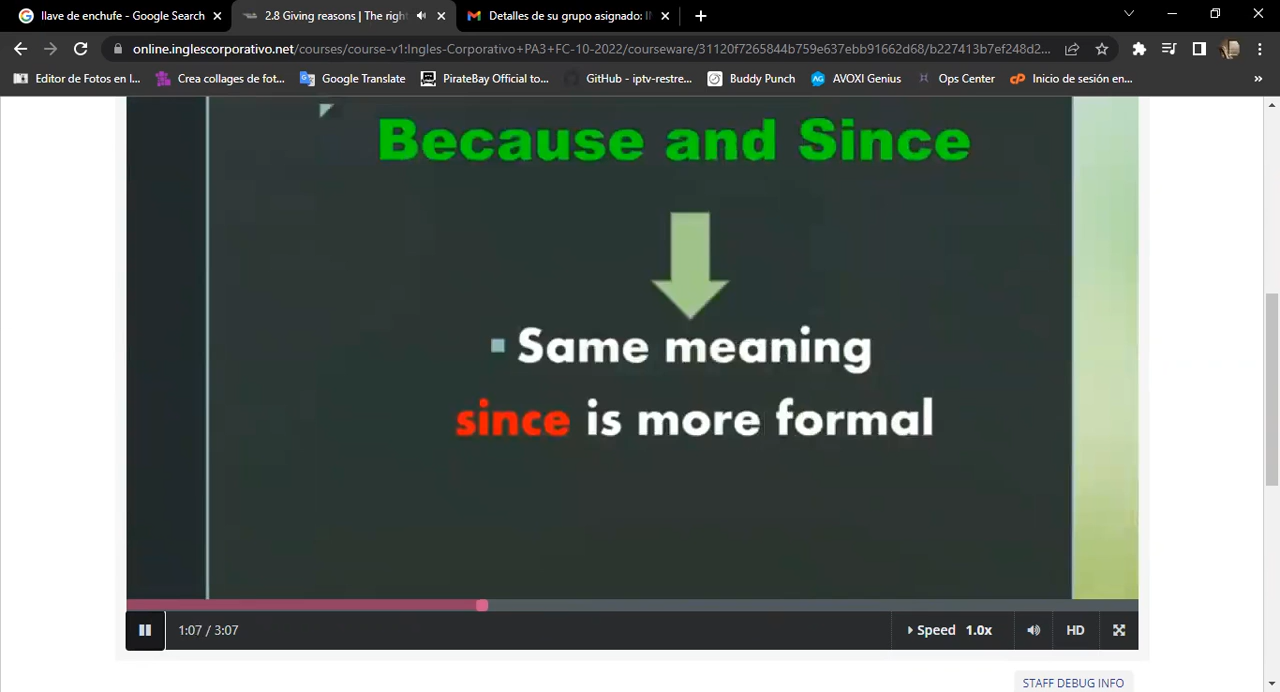 llave de enchufe - Google Search
2.8 Giving reasons | The righ
Detalles de su grupo asignado: I
online.inglescorporativo.net/courses/course-v1:Ingles-Corporativo+PA3+FC-10-2022/courseware/31120f7265844b759e637ebb91662d68/b227413b7ef248d2...
Editor de Fotos en l...
Crea collages de fot...
Google Translate
PirateBay Official to...
GitHub - iptv-restre...
Buddy Punch
AVOXI Genius
Ops Center
Inicio de sesión en...
Because and Since
Same meaning
since is more formal
1:07 / 3:07
Speed 1.0x
HD
STAFF DEBUG INFO